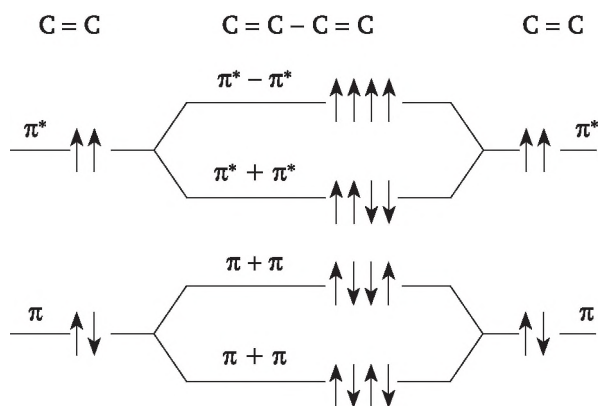 C = C
C = C – C = C
C = C
π* – π*
π*
π*
π* + π*
π + π
π
π
π + π